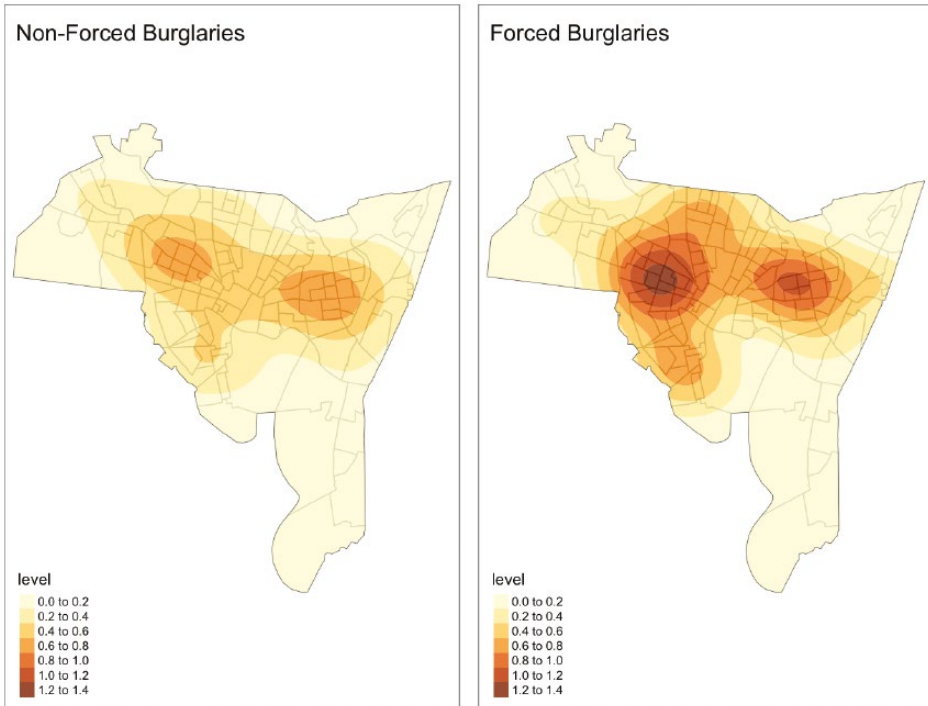 Non-Forced Burglaries
level
0.0 to 0.2
0.2 to 0.4
0.4 to 0.6
0.6 to 0.8
0.8 to 1.0
1.0 to 1.2
1.2 to 1.4
Forced Burglaries
level
0.0 to 0.2
0.2 to 0.4
0.4 to 0.6
0.6 to 0.8
0.8 to 1.0
1.0 to 1.2
1.2 to 1.4